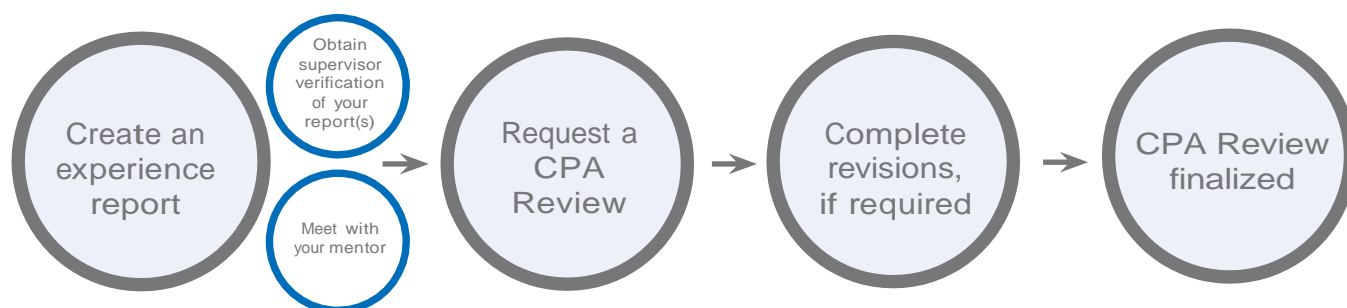 Create an
experience
report
Obtain
supervisor
verification
of your
report(s)
Meet with
your mentor
Request a
CPA
Review
Complete
revisions,
if required
CPA Review
finalized